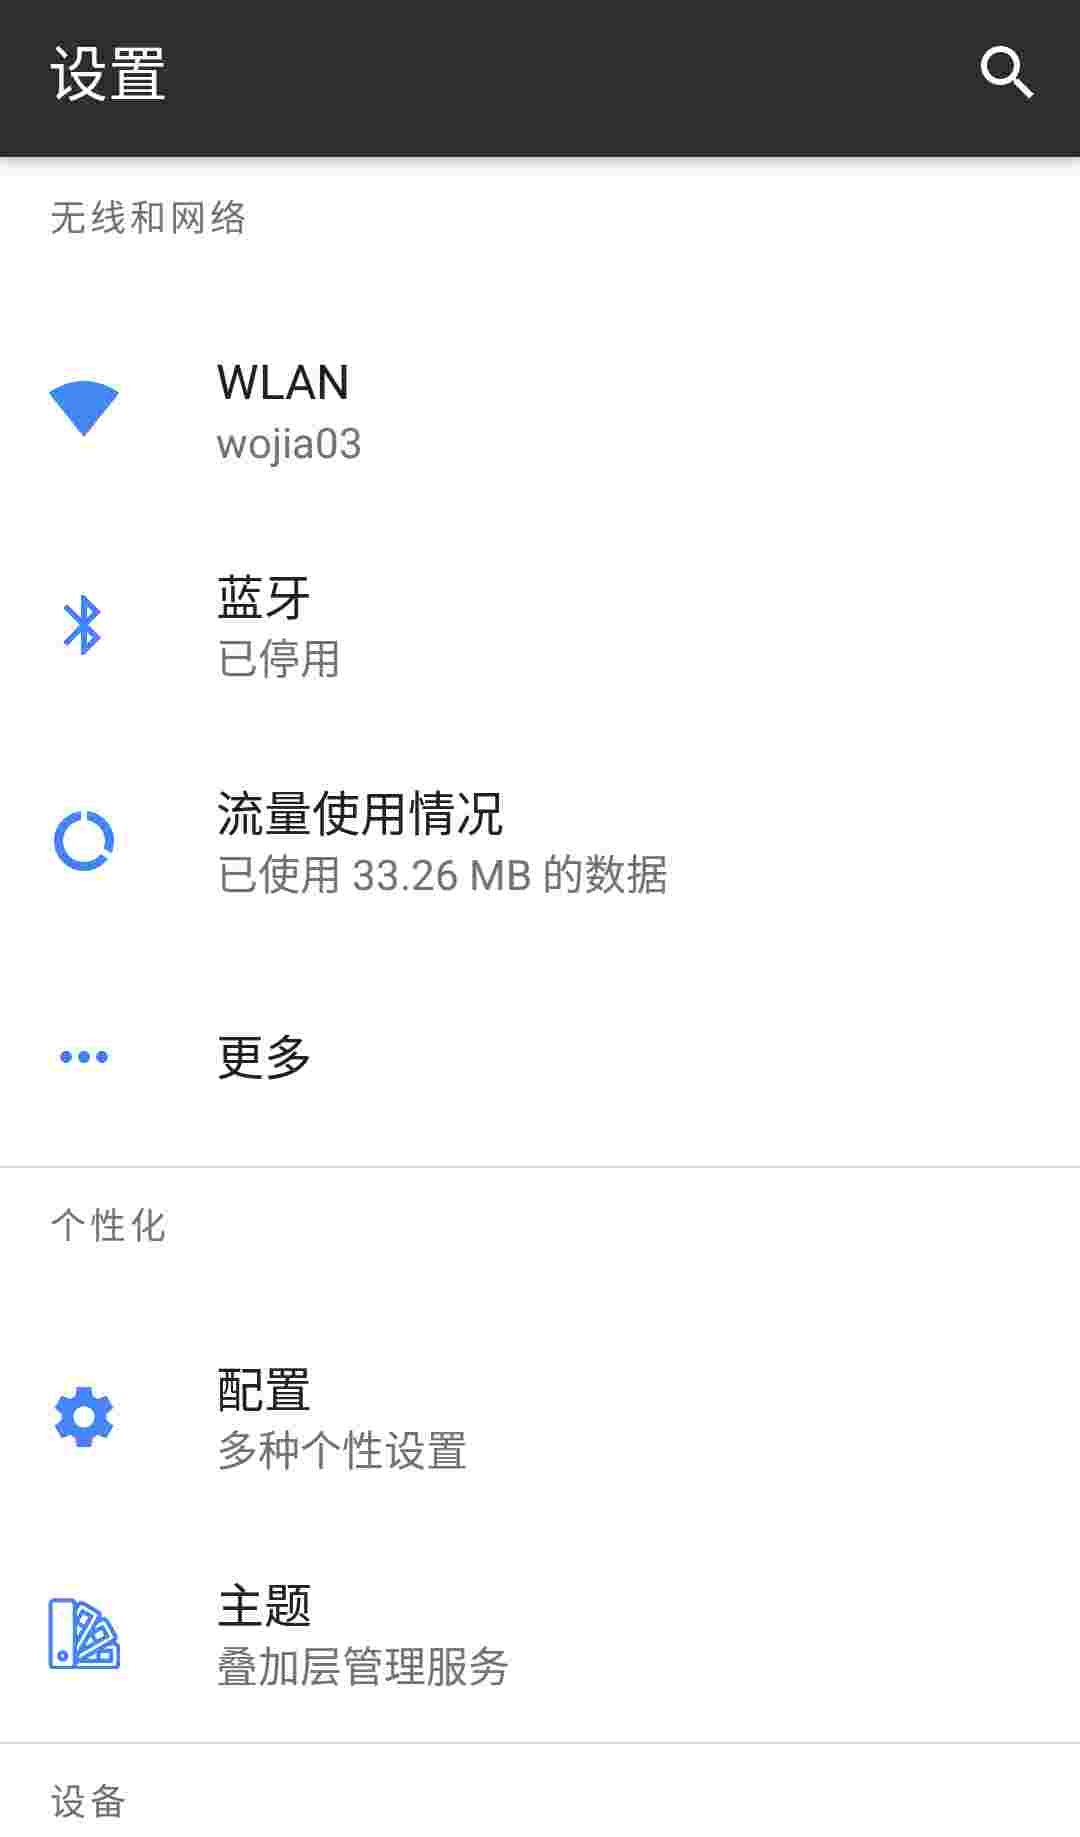 设置
无线和网络
WLAN
wojia03
蓝牙
已停用
流量使用情况
已使用 33.26 MB 的数据
更多
个性化
配置
多种个性设置
主题
叠加层管理服务
设备